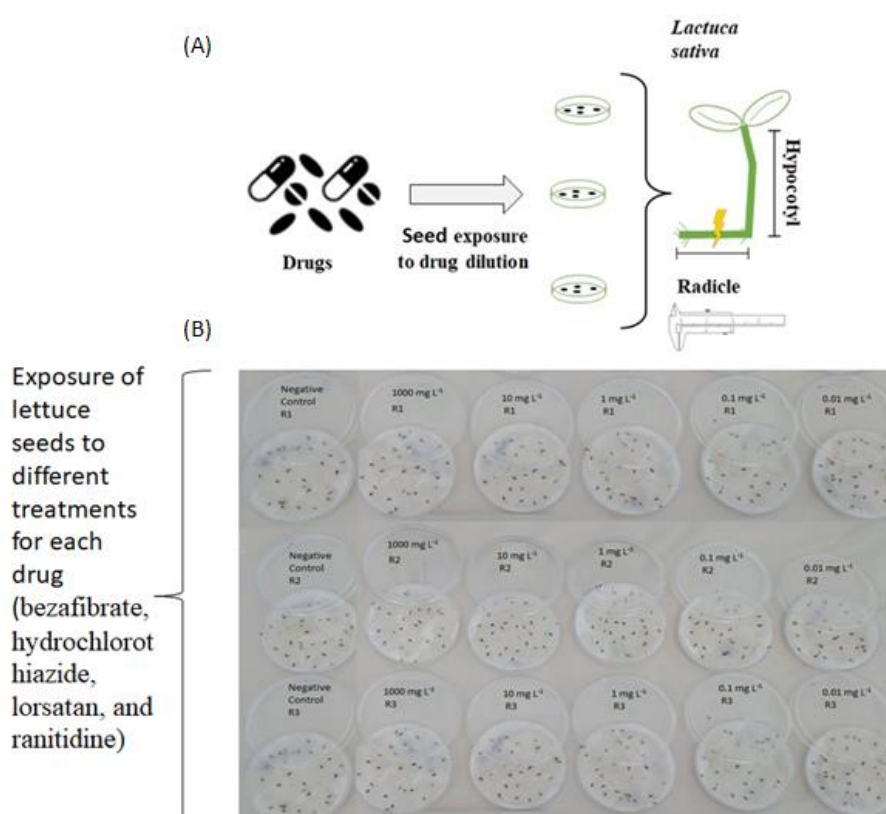 (A)
Lactuca
sativa
Hypocotyl
Drugs
Seed exposure
to drug dilution
Radicle
(B)
Exposure of
lettuce
seeds to
different
treatments
for each
drug
(bezafibrate,
hydrochlorot
hiazide,
lorsatan, and
ranitidine)
Negative
Control
R1
1000 mg L⁻¹
R1
10 mg L⁻¹
R1
1 mg L⁻¹
R1
0.1 mg L⁻¹
R1
0.01 mg L⁻¹
R1
Negative
Control
R2
1000 mg L⁻¹
R2
10 mg L⁻¹
R2
1 mg L⁻¹
R2
0.1 mg L⁻¹
R2
0.01 mg L⁻¹
R2
Negative
Control
R3
1000 mg L⁻¹
R3
10 mg L⁻¹
R3
1 mg L⁻¹
R3
0.1 mg L⁻¹
R3
0.01 mg L⁻¹
R3